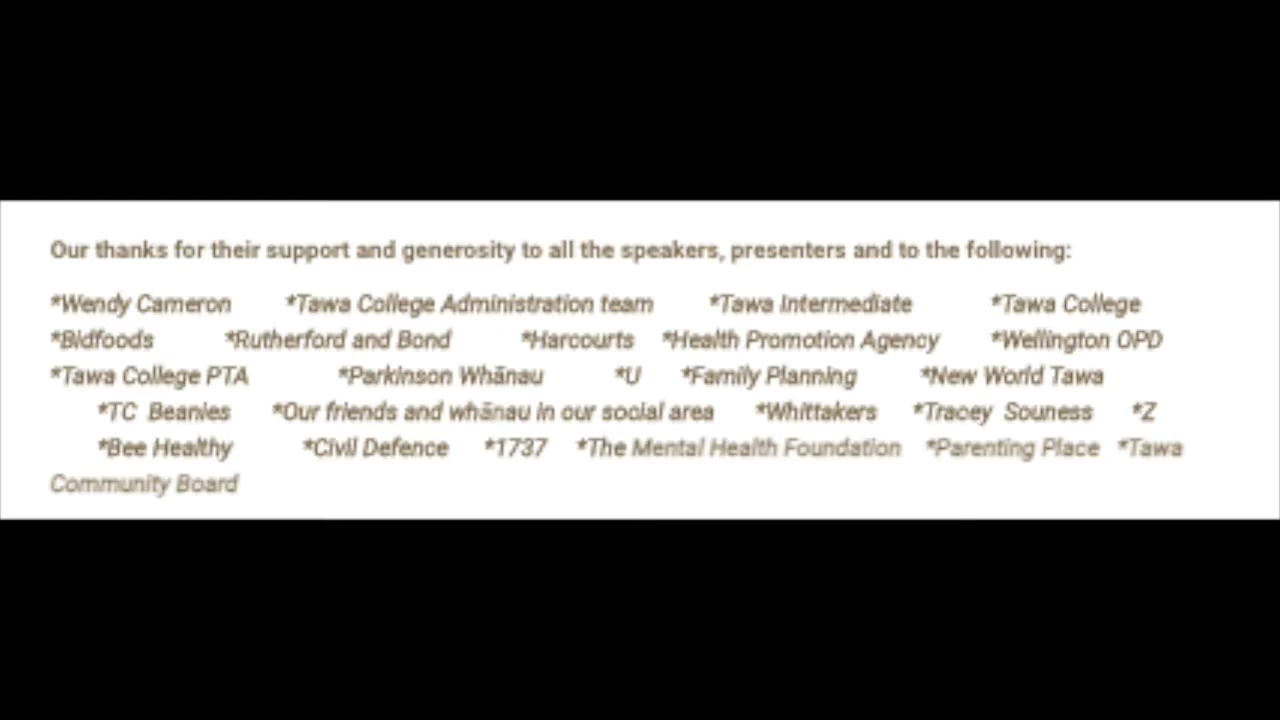 Our thanks for their support and generosity to all the speakers, presenters and to the following:
*Wendy Cameron *Tawa College Administration team *Tawa Intermediate *Tawa College
*Bidfoods *Rutherford and Bond *Harcourts *Health Promotion Agency *Wellington OPD
*Tawa College PTA *Parkinson Whānau *U *Family Planning *New World Tawa
*TC Beanies *Our friends and whānau in our social area *Whittakers *Tracey Souness *Z
*Bee Healthy *Civil Defence *1737 *The Mental Health Foundation *Parenting Place *Tawa
Community Board